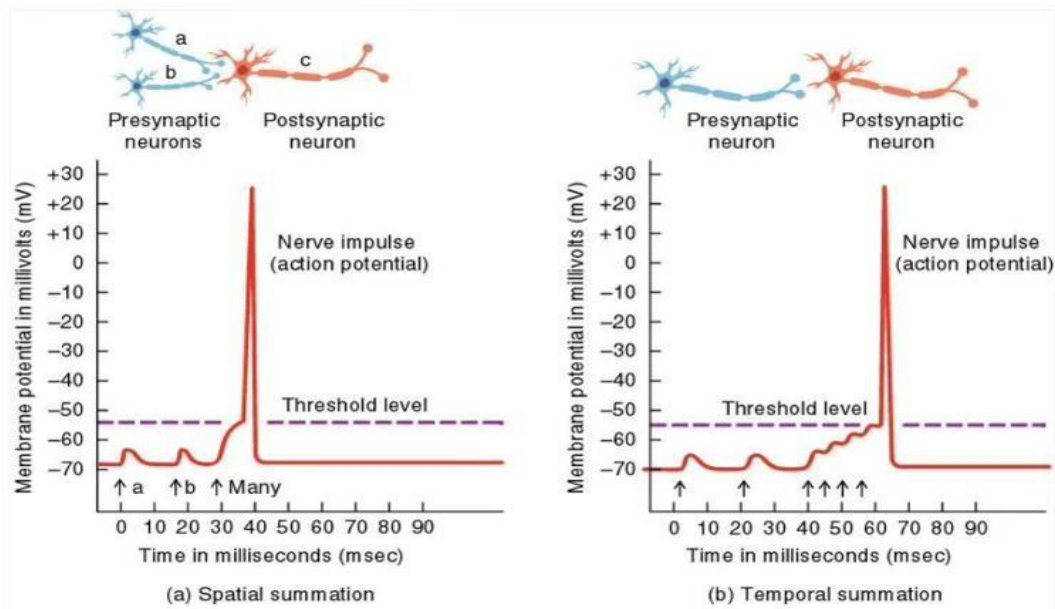 a
b
c
Presynaptic neurons
Postsynaptic neuron
Membrane potential in millivolts (mV)
+30
+20
+10
0
−10
−20
−30
−40
−50
−60
−70
Nerve impulse
(action potential)
Threshold level
a
b
Many
0 10 20 30 40 50 60 70 80 90
Time in milliseconds (msec)
(a) Spatial summation
Presynaptic neuron
Postsynaptic neuron
Membrane potential in millivolts (mV)
+30
+20
+10
0
−10
−20
−30
−40
−50
−60
−70
Nerve impulse
(action potential)
Threshold level
0 10 20 30 40 50 60 70 80 90
Time in milliseconds (msec)
(b) Temporal summation